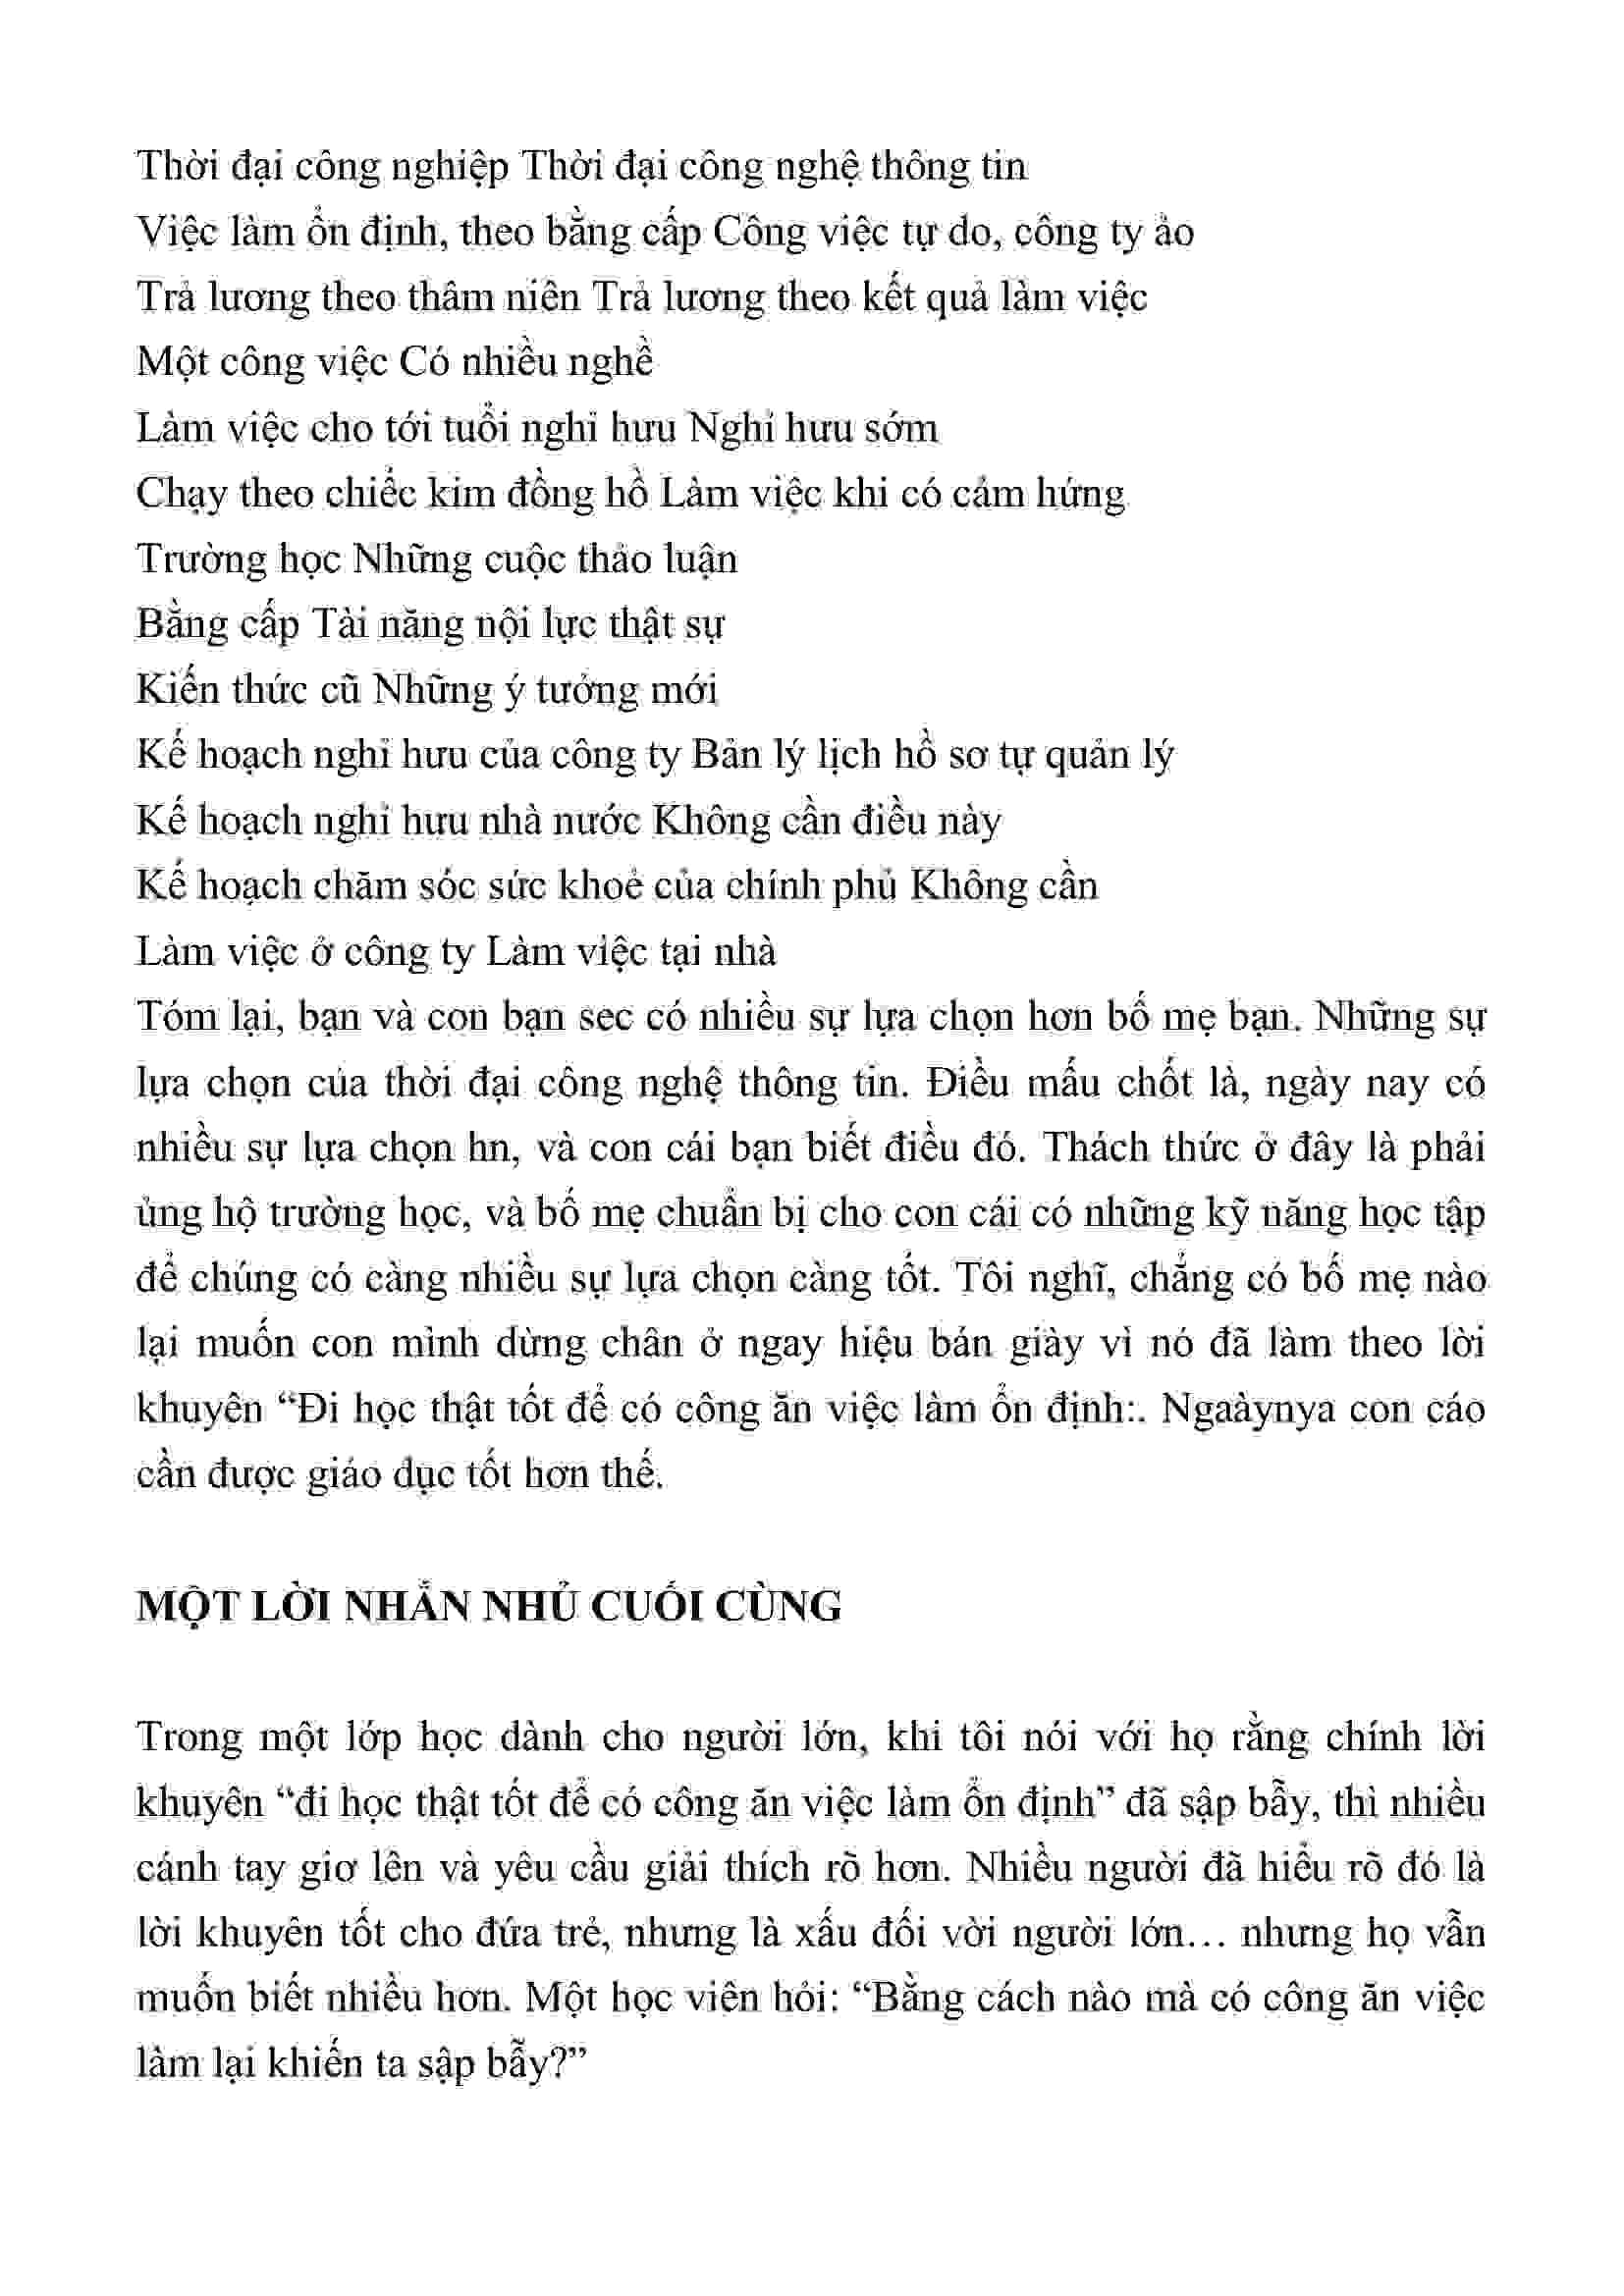 Thời đại công nghiệp Thời đại công nghệ thông tin
Việc làm ổn định, theo bằng cấp Công việc tự do, công ty ảo
Trả lương theo thâm niên Trả lương theo kết quả làm việc
Một công việc Có nhiều nghề
Làm việc cho tới tuổi nghỉ hưu Nghỉ hưu sớm
Chạy theo chiếc kim đồng hồ Làm việc khi có cảm hứng
Trường học Những cuộc thảo luận
Bằng cấp Tài năng nội lực thật sự
Kiến thức cũ Những ý tưởng mới
Kế hoạch nghỉ hưu của công ty Bản lý lịch hồ sơ tự quản lý
Kế hoạch nghỉ hưu nhà nước Không cần điều này
Kế hoạch chăm sóc sức khoẻ của chính phủ Không cần
Làm việc ở công ty Làm việc tại nhà
Tóm lại, bạn và con bạn sec có nhiều sự lựa chọn hơn bố mẹ bạn. Những sự
lựa chọn của thời đại công nghệ thông tin. Điều mấu chốt là, ngày nay có
nhiều sự lựa chọn hn, và con cái bạn biết điều đó. Thách thức ở đây là phải
ủng hộ trường học, và bố mẹ chuẩn bị cho con cái có những kỹ năng học tập
để chúng có càng nhiều sự lựa chọn càng tốt. Tôi nghĩ, chẳng có bố mẹ nào
lại muốn con mình dừng chân ở ngay hiệu bán giày vì nó đã làm theo lời
khuyên “Đi học thật tốt để có công ăn việc làm ổn định:. Ngaàynya con cáo
cần được giáo dục tốt hơn thế.
MỘT LỜI NHẮN NHỦ CUỐI CÙNG
Trong một lớp học dành cho người lớn, khi tôi nói với họ rằng chính lời
khuyên “đi học thật tốt để có công ăn việc làm ổn định” đã sập bẫy, thì nhiều
cánh tay giơ lên và yêu cầu giải thích rõ hơn. Nhiều người đã hiểu rõ đó là
lời khuyên tốt cho đứa trẻ, nhưng là xấu đối vời người lớn… nhưng họ vẫn
muốn biết nhiều hơn. Một học viên hỏi: “Bằng cách nào mà có công ăn việc
làm lại khiến ta sập bẫy?”